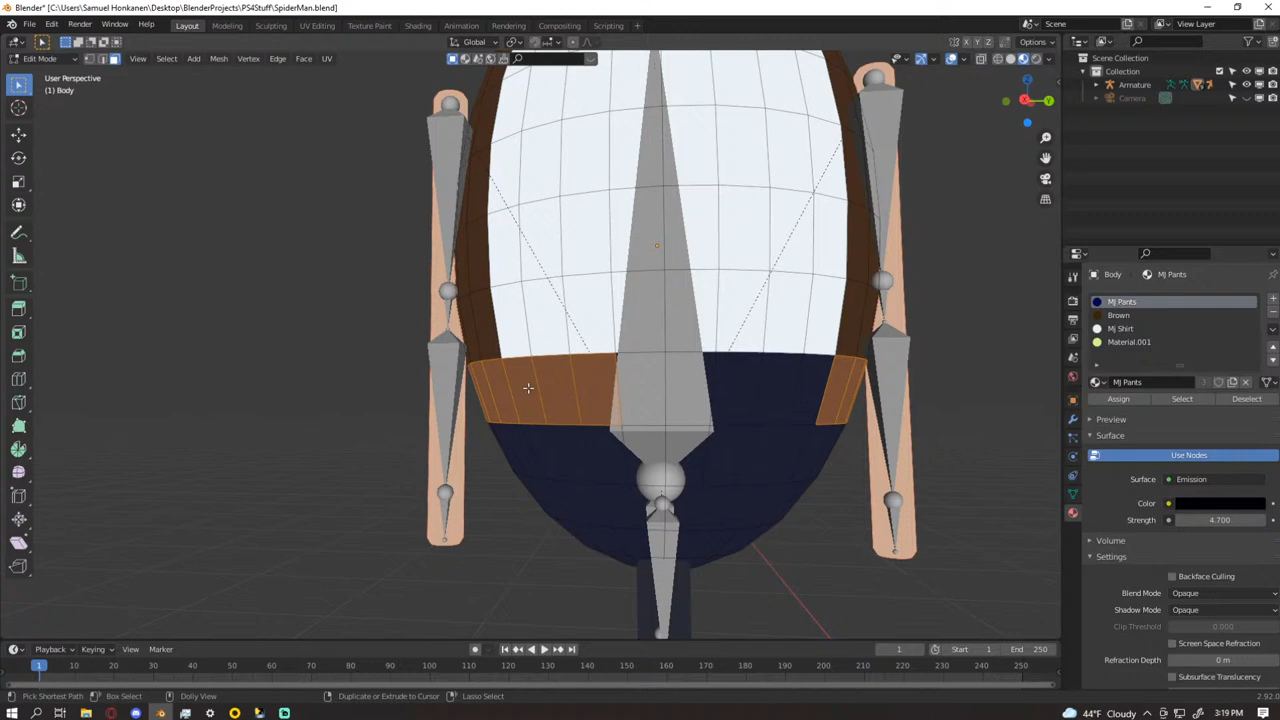 Blender* [C:\Users\Samuel Honkanen\Desktop\BlenderProjects\PS4Stuff\SpiderMan.blend]
File Edit Render Window Help Layout Modeling Sculpting UV Editing Texture Paint Shading Animation Rendering Compositing Scripting + Scene View Layer
Global X Y Z Options
Edit Mode View Select Add Mesh Vertex Edge Face UV
User Perspective
(1) Body
X Y Z
Scene Collection
Collection
Armature
Camera
Body MJ Pants
MJ Pants
Brown
MJ Shirt
Material.001
MJ Pants
Assign Select Deselect
Preview
Surface
Use Nodes
Surface Emission
Color
Strength 4.700
Volume
Settings
Backface Culling
Blend Mode Opaque
Shadow Mode Opaque
Clip Threshold 0.000
Screen Space Refraction
Refraction Depth 0 m
Subsurface Translucency
Playback Keying View Marker 1 Start 1 End 250
1 10 20 30 40 50 60 70 80 90 100 110 120 130 140 150 160 170 180 190 200 210 220 230 240 250
Pick Shortest Path Box Select Dolly View Duplicate or Extrude to Cursor Lasso Select 2.92.0
44°F Cloudy 3:19 PM